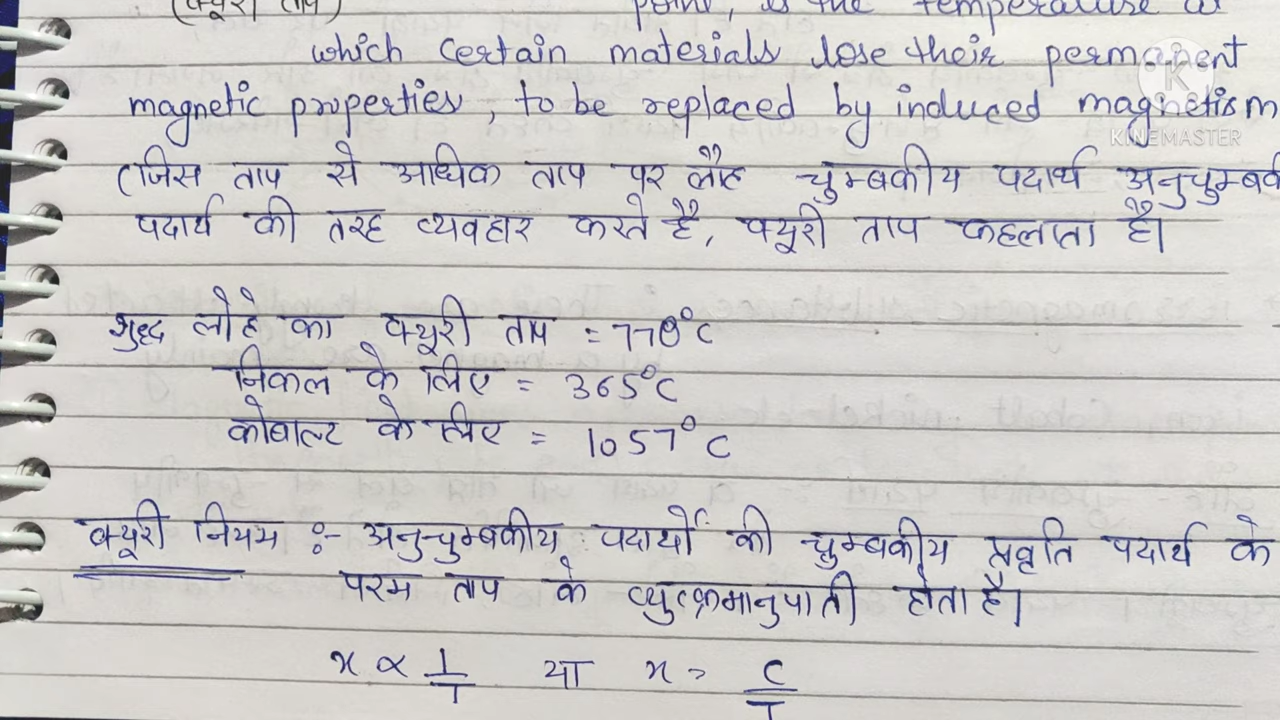 (क्यूरी ताप) point, is the temperature at
which certain materials lose their permanent
magnetic properties, to be replaced by induced magnetism
(जिस ताप से अधिक ताप पर लौह चुम्बकीय पदार्थ अनुचुम्बक
पदार्थ की तरह व्यवहार करते है, क्यूरी ताप कहलाता है।
शुद्ध लोहे का क्यूरी ताप = 770°C
निकल के लिए = 365°C
कोबाल्ट के लिए = 1057°C
क्यूरी नियम :- अनुचुम्बकीय पदार्थो की चुम्बकीय प्रवृति पदार्थ के
परम ताप के व्युत्क्रमानुपाती होता है।
x ∝ 1/T या x = C/T
K
KINEMASTER